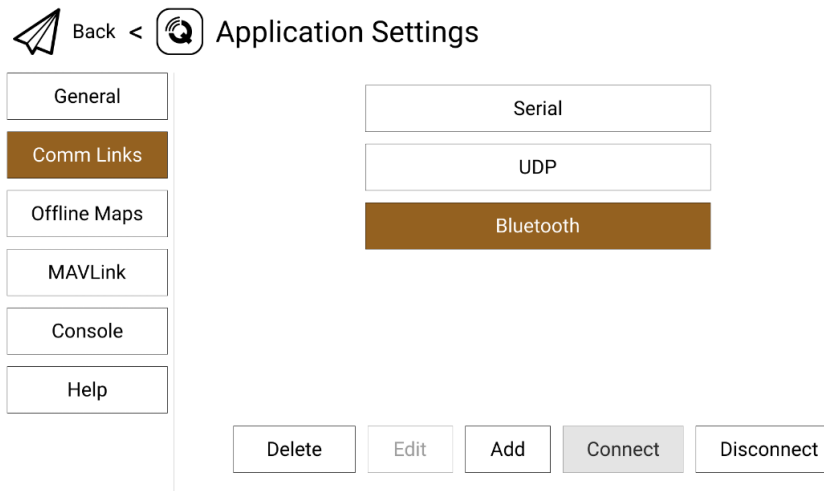 Back < Application Settings
General
Comm Links
Offline Maps
MAVLink
Console
Help
Serial
UDP
Bluetooth
Delete Edit Add Connect Disconnect